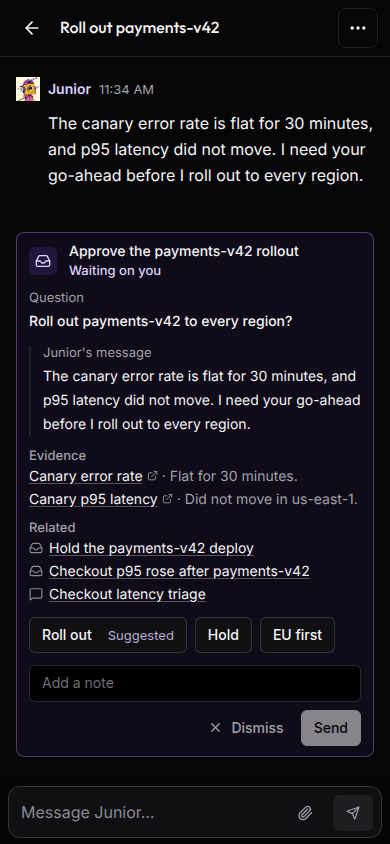 Roll out payments-v42
Junior 11:34 AM
The canary error rate is flat for 30 minutes,
and p95 latency did not move. I need your
go-ahead before I roll out to every region.
Approve the payments-v42 rollout
Waiting on you
Question
Roll out payments-v42 to every region?
Junior's message
The canary error rate is flat for 30 minutes, and
p95 latency did not move. I need your go-ahead
before I roll out to every region.
Evidence
Canary error rate · Flat for 30 minutes.
Canary p95 latency · Did not move in us-east-1.
Related
Hold the payments-v42 deploy
Checkout p95 rose after payments-v42
Checkout latency triage
Roll out Suggested Hold EU first
Add a note
Dismiss Send
Message Junior...